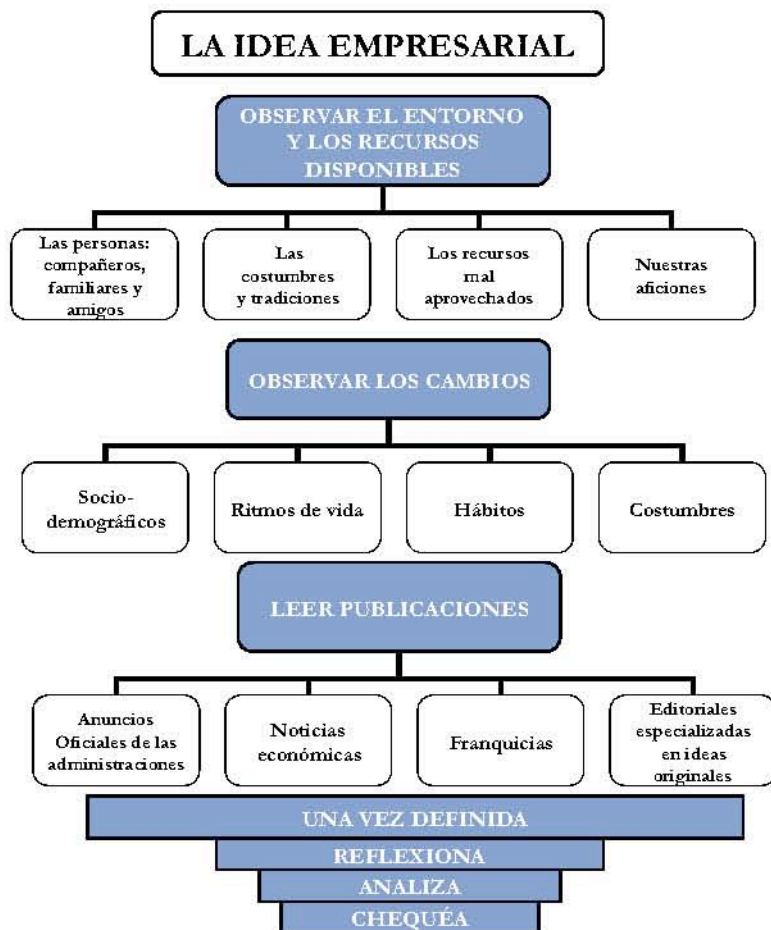 LA IDEA EMPRESARIAL
OBSERVAR EL ENTORNO
Y LOS RECURSOS
DISPONIBLES
Las personas:
compañeros,
familiares y
amigos
Las
costumbres
y tradiciones
Los recursos
mal
aprovechados
Nuestras
aficiones
OBSERVAR LOS CAMBIOS
Socio-
demográficos
Ritmos de vida
Hábitos
Costumbres
LEER PUBLICACIONES
Anuncios
Oficiales de las
administraciones
Noticias
económicas
Franquicias
Editoriales
especializadas
en ideas
originales
UNA VEZ DEFINIDA
REFLEXIONA
ANALIZA
CHEQUÉA